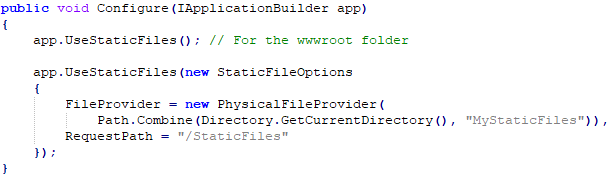 public void Configure(IApplicationBuilder app)
{
    app.UseStaticFiles(); // For the wwwroot folder

    app.UseStaticFiles(new StaticFileOptions
    {
        FileProvider = new PhysicalFileProvider(
            Path.Combine(Directory.GetCurrentDirectory(), "MyStaticFiles")),
        RequestPath = "/StaticFiles"
    });
}